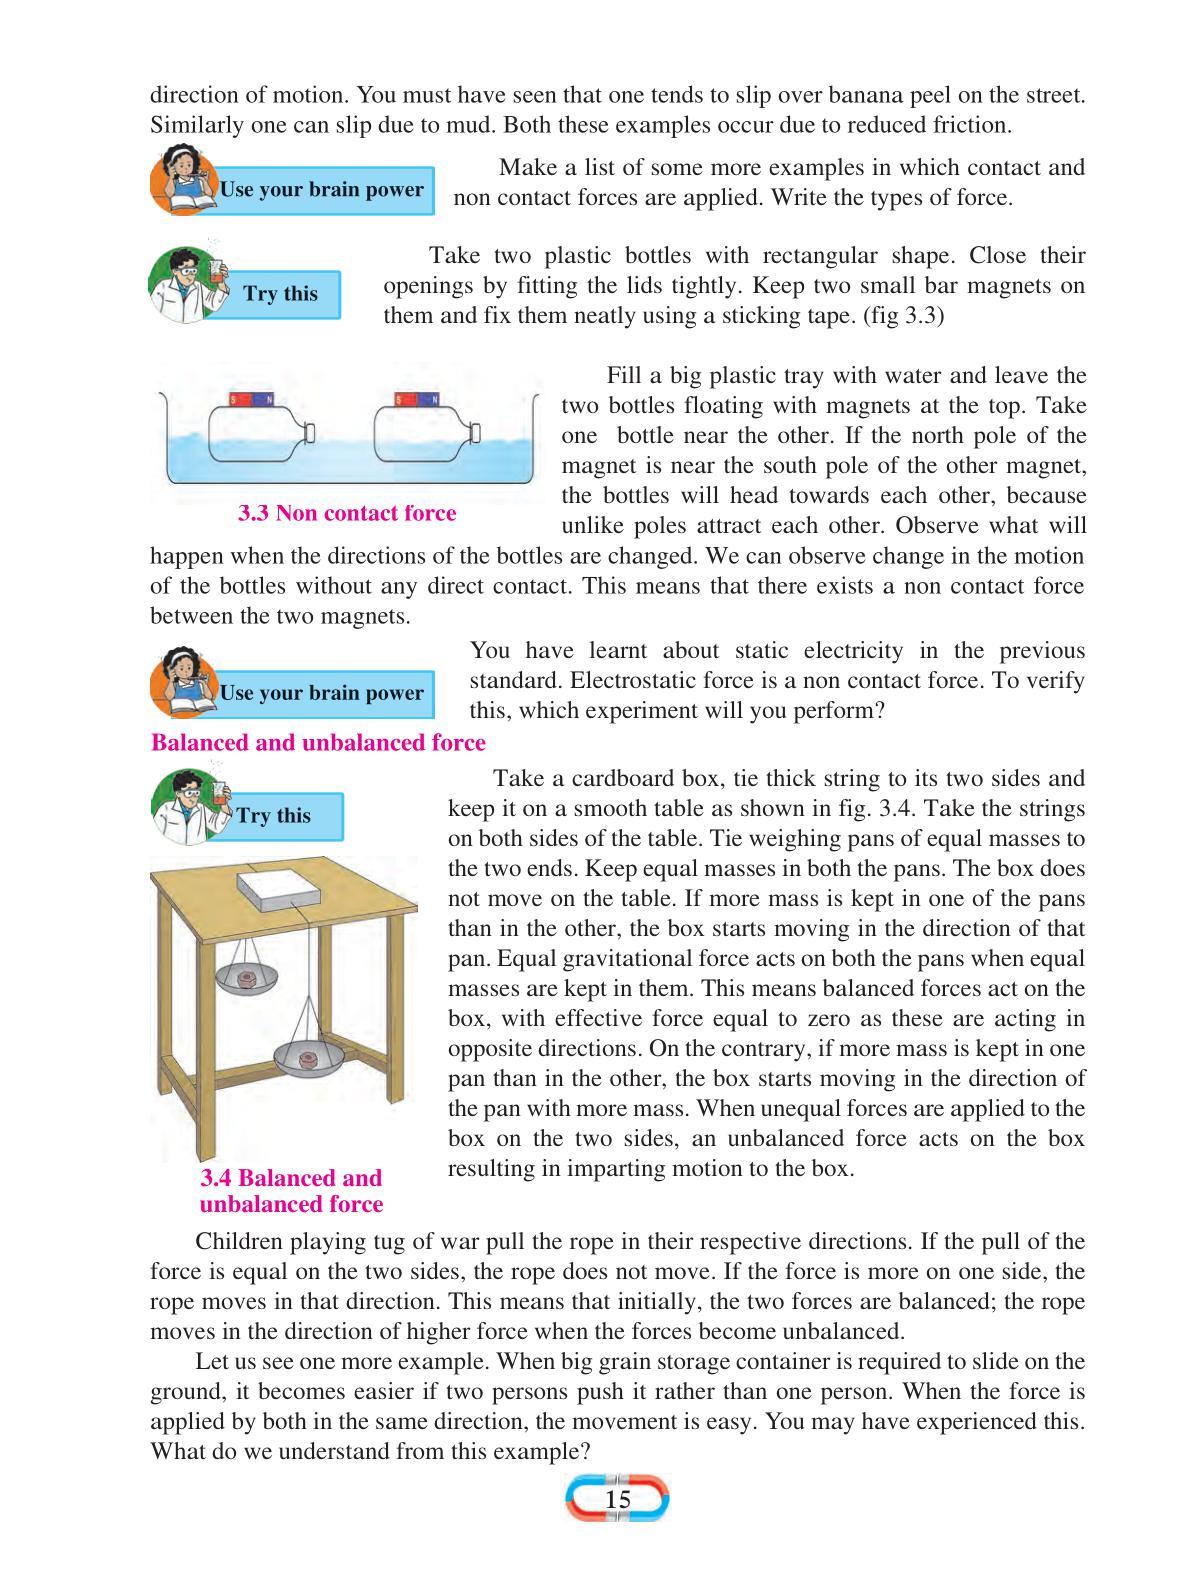 direction of motion. You must have seen that one tends to slip over banana peel on the street.
Similarly one can slip due to mud. Both these examples occur due to reduced friction.
Use your brain power
Make a list of some more examples in which contact and
non contact forces are applied. Write the types of force.
Try this
Take two plastic bottles with rectangular shape. Close their
openings by fitting the lids tightly. Keep two small bar magnets on
them and fix them neatly using a sticking tape. (fig 3.3)
S N
S N
3.3 Non contact force
Fill a big plastic tray with water and leave the
two bottles floating with magnets at the top. Take
one bottle near the other. If the north pole of the
magnet is near the south pole of the other magnet,
the bottles will head towards each other, because
unlike poles attract each other. Observe what will
happen when the directions of the bottles are changed. We can observe change in the motion
of the bottles without any direct contact. This means that there exists a non contact force
between the two magnets.
Use your brain power
You have learnt about static electricity in the previous
standard. Electrostatic force is a non contact force. To verify
this, which experiment will you perform?
Balanced and unbalanced force
Try this
Take a cardboard box, tie thick string to its two sides and
keep it on a smooth table as shown in fig. 3.4. Take the strings
on both sides of the table. Tie weighing pans of equal masses to
the two ends. Keep equal masses in both the pans. The box does
not move on the table. If more mass is kept in one of the pans
than in the other, the box starts moving in the direction of that
pan. Equal gravitational force acts on both the pans when equal
masses are kept in them. This means balanced forces act on the
box, with effective force equal to zero as these are acting in
opposite directions. On the contrary, if more mass is kept in one
pan than in the other, the box starts moving in the direction of
the pan with more mass. When unequal forces are applied to the
box on the two sides, an unbalanced force acts on the box
resulting in imparting motion to the box.
3.4 Balanced and
unbalanced force
Children playing tug of war pull the rope in their respective directions. If the pull of the
force is equal on the two sides, the rope does not move. If the force is more on one side, the
rope moves in that direction. This means that initially, the two forces are balanced; the rope
moves in the direction of higher force when the forces become unbalanced.
Let us see one more example. When big grain storage container is required to slide on the
ground, it becomes easier if two persons push it rather than one person. When the force is
applied by both in the same direction, the movement is easy. You may have experienced this.
What do we understand from this example?
15